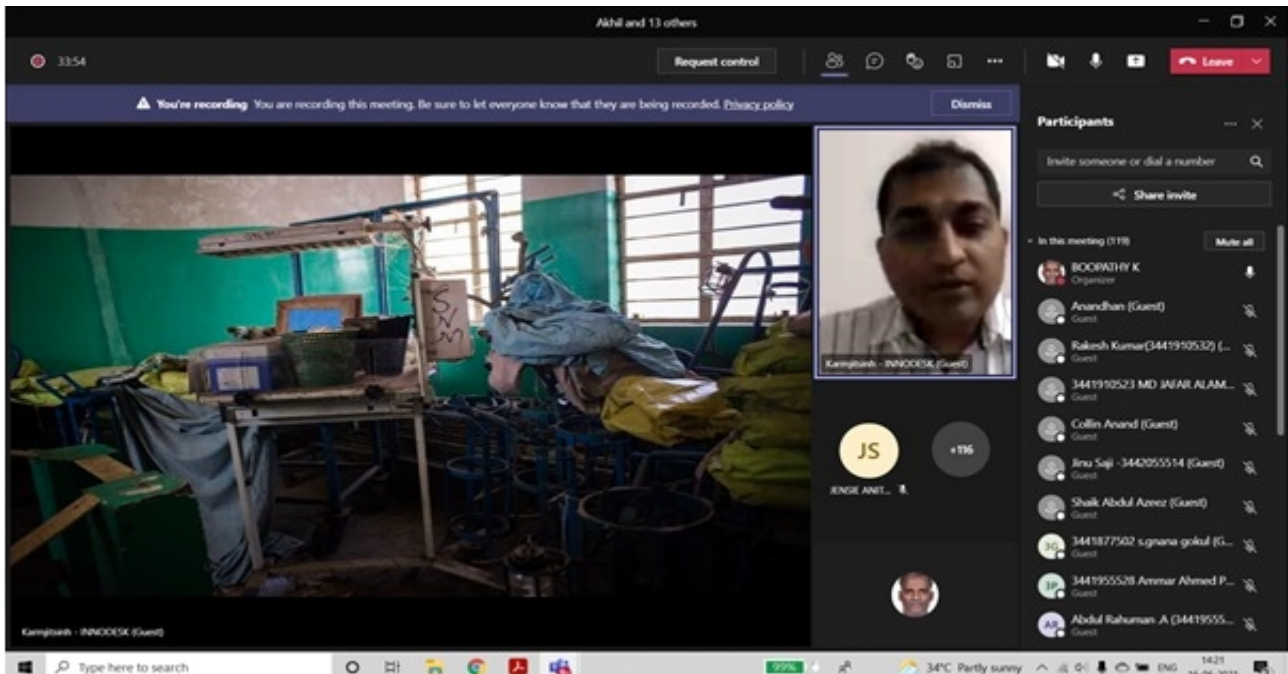 Akhil and 13 others
33:54
Request control
Leave
You're recording You are recording this meeting. Be sure to let everyone know that they are being recorded. Privacy policy
Dismiss
Participants
Invite someone or dial a number
Share invite
In this meeting (119)
Mute all
BOOPATHY K
Organizer
Anandhan (Guest)
Guest
Rakesh Kumar(3441910532) (...
Guest
3441910523 MD JAFAR ALAM...
Guest
Collin Anand (Guest)
Guest
Jinu Saji -3442055514 (Guest)
Guest
Shaik Abdul Azeez (Guest)
Guest
3G
3441877502 s.gnana gokul (G...
Guest
JP
3441955528 Ammar Ahmed P...
Guest
AR
Abdul Rahuman .A (34419555...
Guest
SNM
Karmjitsinh - INNODESK (Guest)
JS
+116
JENSIE ANIT...
Karmjitsinh - INNODESK (Guest)
Type here to search
99%
34°C Partly sunny
ENG
14:21